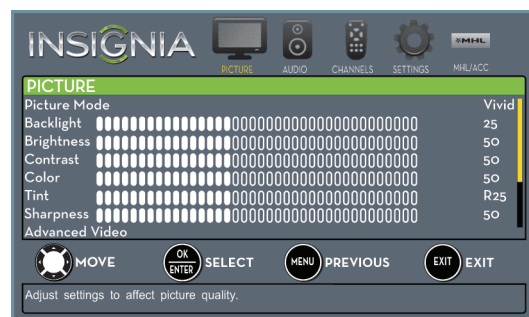 INSIGNIA
PICTURE AUDIO CHANNELS SETTINGS MHL MHL/ACC
PICTURE
Picture Mode Vivid
Backlight 25
Brightness 50
Contrast 50
Color 50
Tint R25
Sharpness 50
Advanced Video
MOVE OK ENTER SELECT MENU PREVIOUS EXIT EXIT
Adjust settings to affect picture quality.